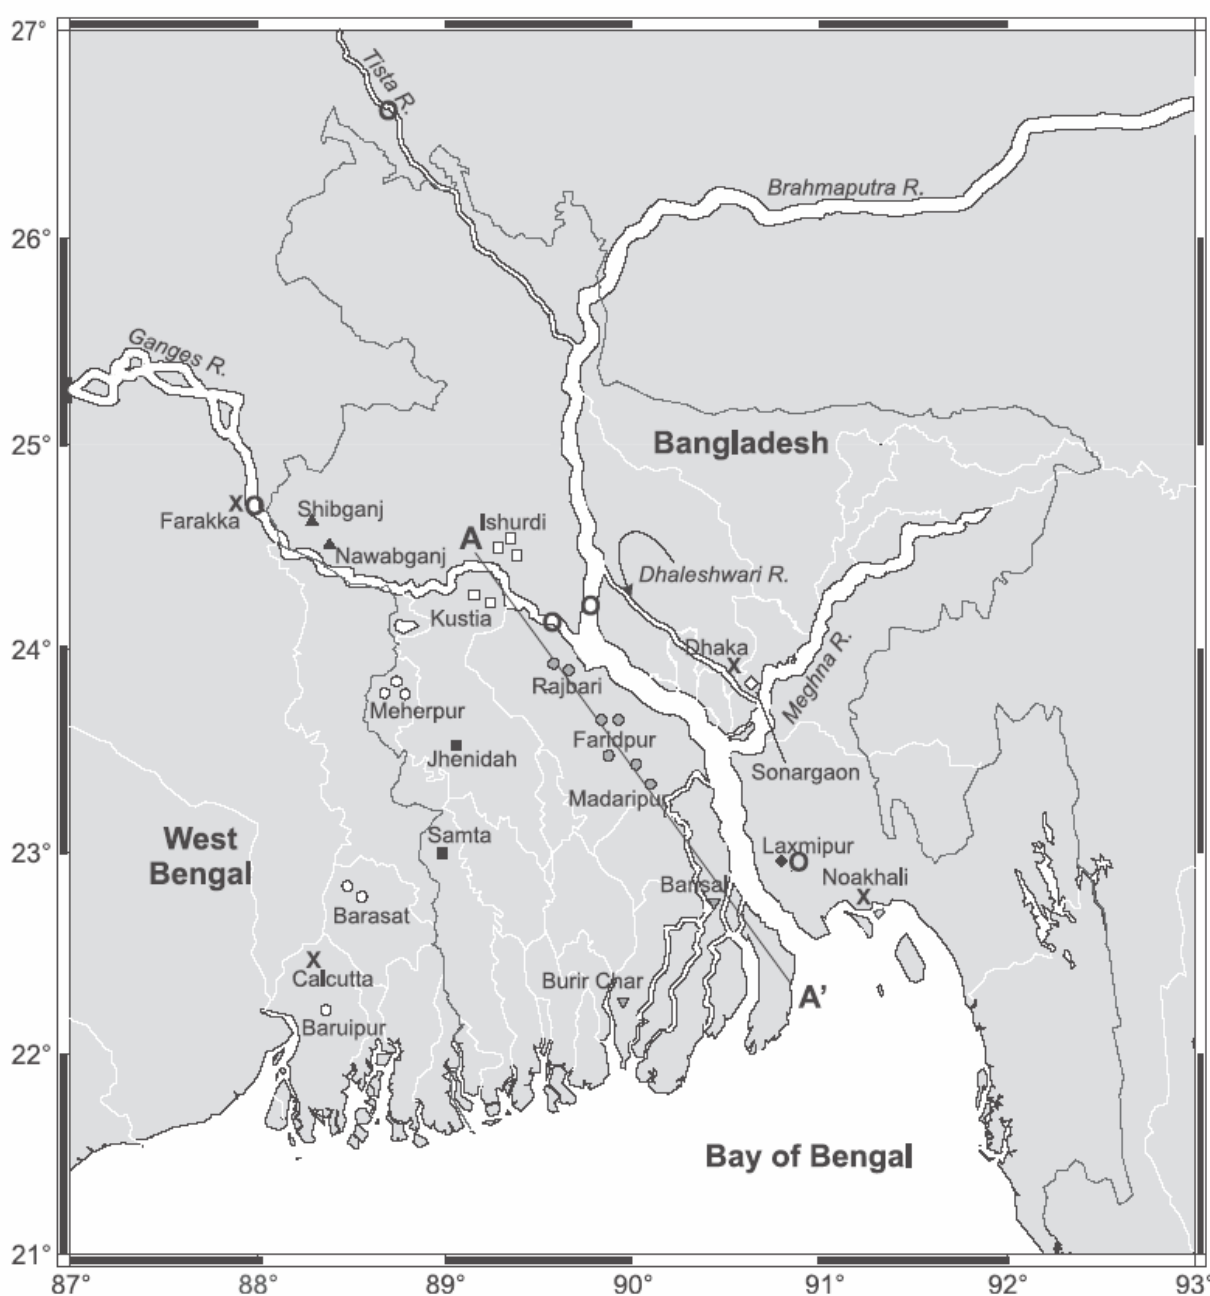 27°
Tista R.
O
Brahmaputra R.
26°
Ganges R.
25°
Bangladesh
X O
Farakka
Shibganj
Ishurdi
A
Nawabganj
Dhaleshwari R.
Kustia
O
O
24°
Dhaka
X
Rajbari
Meghna R.
Meherpur
Faridpur
Jhenidah
Sonargaon
Madaripur
West
Bengal
Samta
23°
Laxmipur
O
Barisal
Noakhali
X
Barasat
X
Calcutta
Burir Char
A'
Baruipur
22°
Bay of Bengal
21°
87° 88° 89° 90° 91° 92° 93°